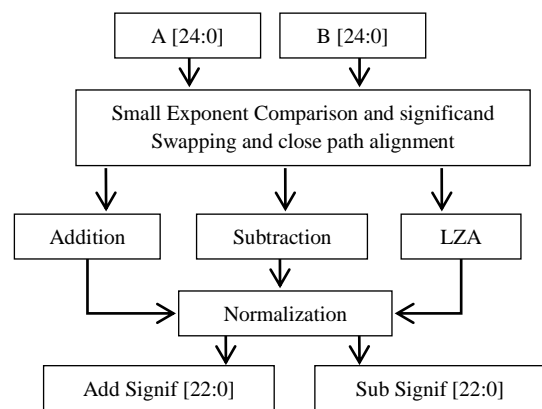 A [24:0]
B [24:0]
Small Exponent Comparison and significand
Swapping and close path alignment
Addition
Subtraction
LZA
Normalization
Add Signif [22:0]
Sub Signif [22:0]